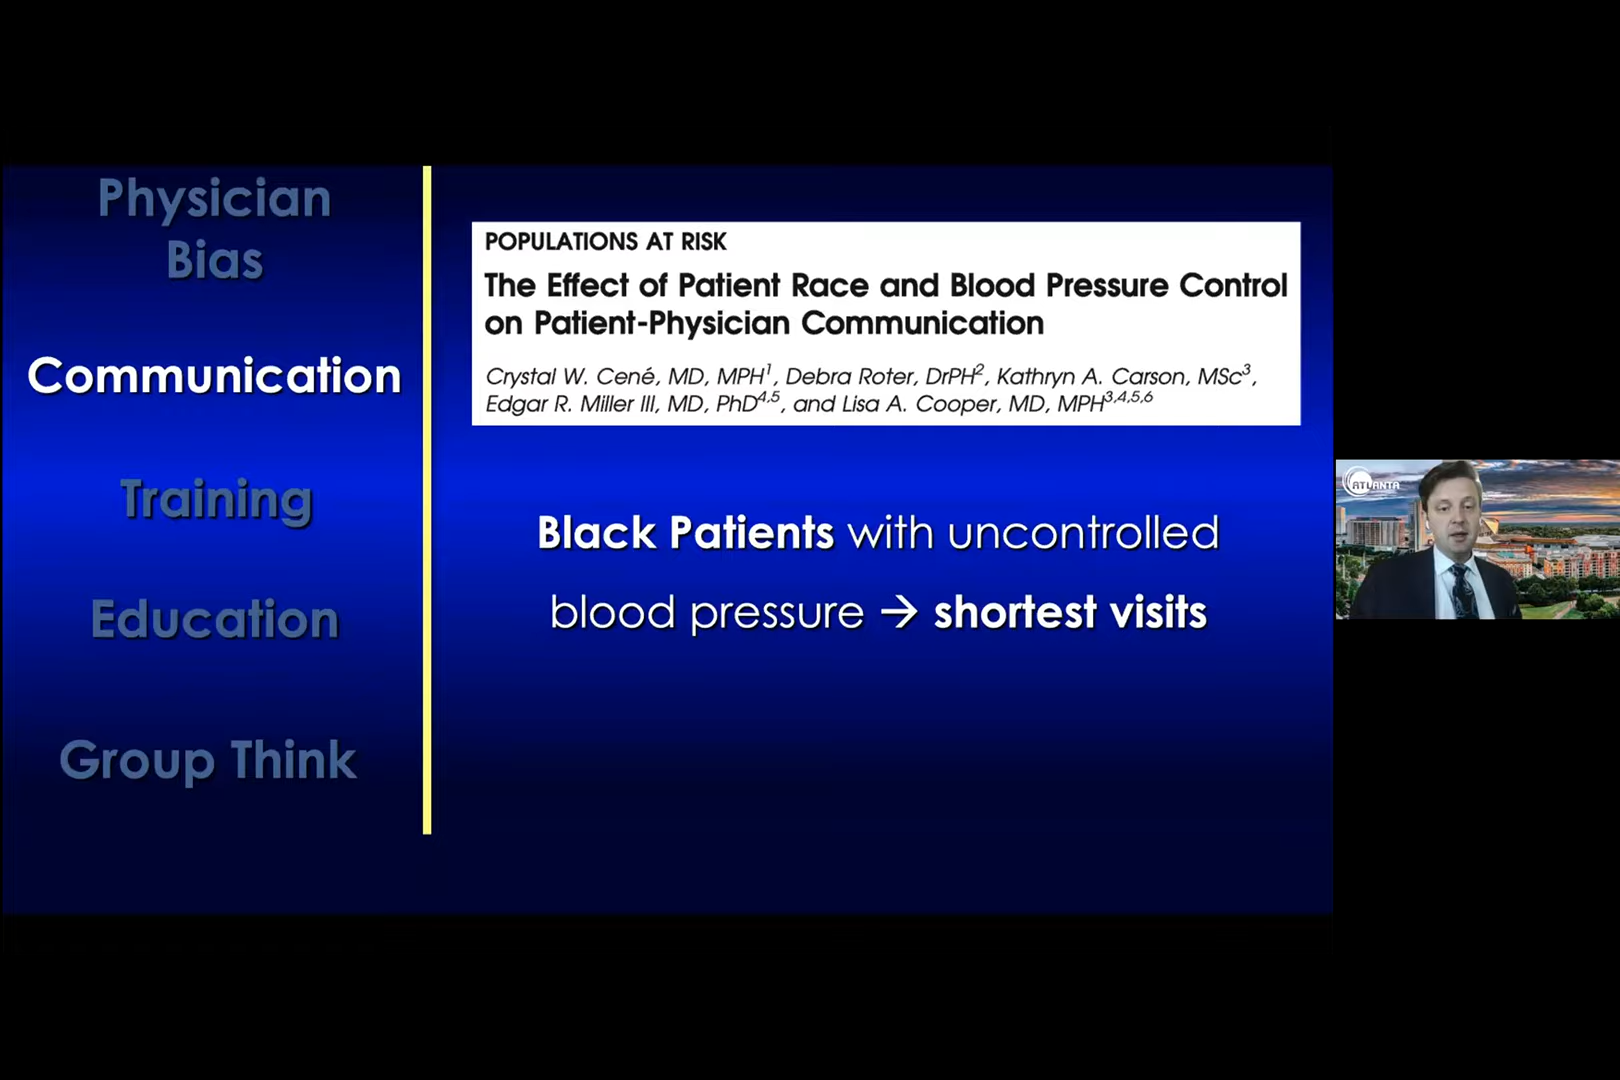 Physician
Bias
Communication
Training
Education
Group Think
POPULATIONS AT RISK
The Effect of Patient Race and Blood Pressure Control
on Patient-Physician Communication
Crystal W. Cené, MD, MPH1, Debra Roter, DrPH2, Kathryn A. Carson, MSc3,
Edgar R. Miller III, MD, PhD4,5, and Lisa A. Cooper, MD, MPH3,4,5,6
Black Patients with uncontrolled
blood pressure → shortest visits
ATLANTA